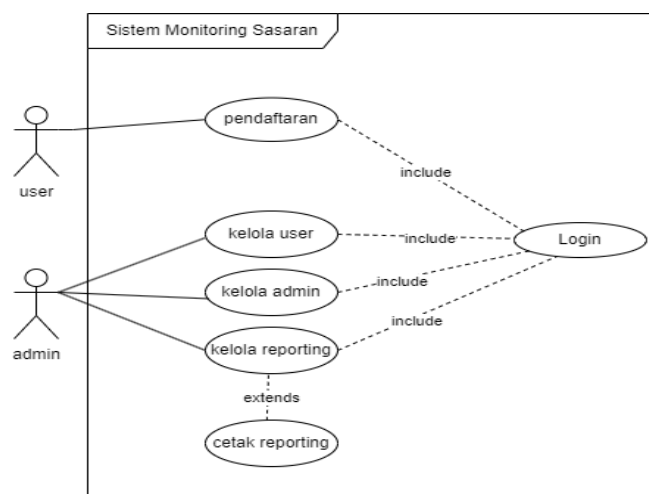 Sistem Monitoring Sasaran
pendaftaran
include
user
kelola user
include
Login
kelola admin
include
admin
kelola reporting
include
extends
cetak reporting